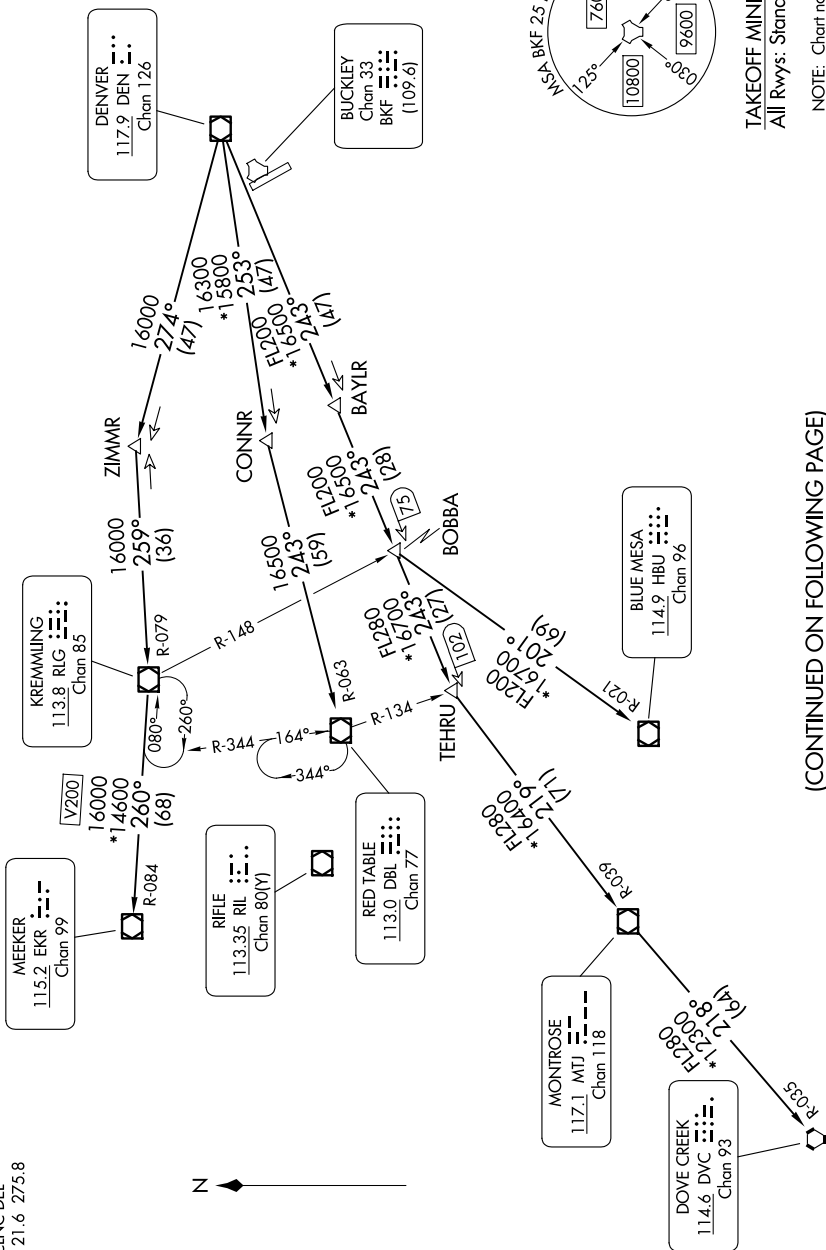 CLNC DEL
21.6 275.8
N
MEEKER
115.2 EKR
Chan 99
R-084
V200
16000
*14600
260°
(68)
KREMMLING
113.8 RLG
Chan 85
080°
260°
R-079
16000
259°
(36)
ZIMMR
16000
274°
(47)
DENVER
117.9 DEN
Chan 126
BUCKLEY
Chan 33
BKF
(109.6)
16300
*15800
253°
(47)
CONNR
16500
243°
(59)
R-063
FL200
*16500
243°
(47)
BAYLR
FL200
*16500
243°
(28)
75
BOBBA
R-148
FL280
*16700
243°
(27)
102
TEHRU
R-134
R-344
164°
344°
RIFLE
113.35 RIL
Chan 80(Y)
RED TABLE
113.0 DBL
Chan 77
FL200
*16700
201°
(69)
R-021
BLUE MESA
114.9 HBU
Chan 96
FL280
*16400
219°
(71)
R-039
MONTROSE
117.1 MTJ
Chan 118
FL280
*12300
218°
(64)
R-035
DOVE CREEK
114.6 DVC
Chan 93
MSA BKF 25
125°
760
10800
9600
030°
TAKEOFF MINI
All Rwys: Stand
NOTE: Chart no
(CONTINUED ON FOLLOWING PAGE)